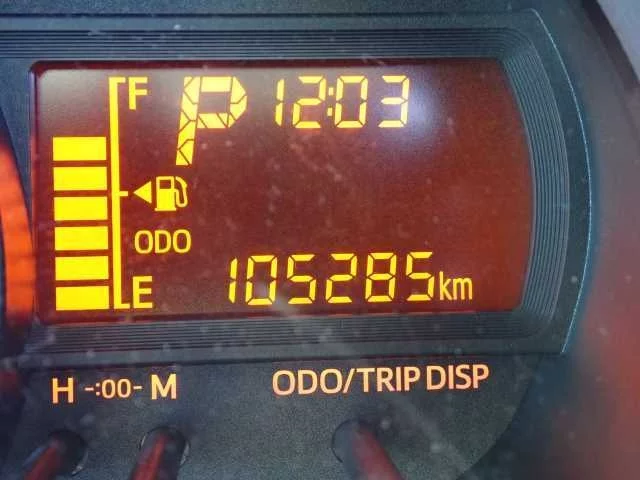 F P 12:03
ODO
E 105285km
H -:00- M ODO/TRIP DISP